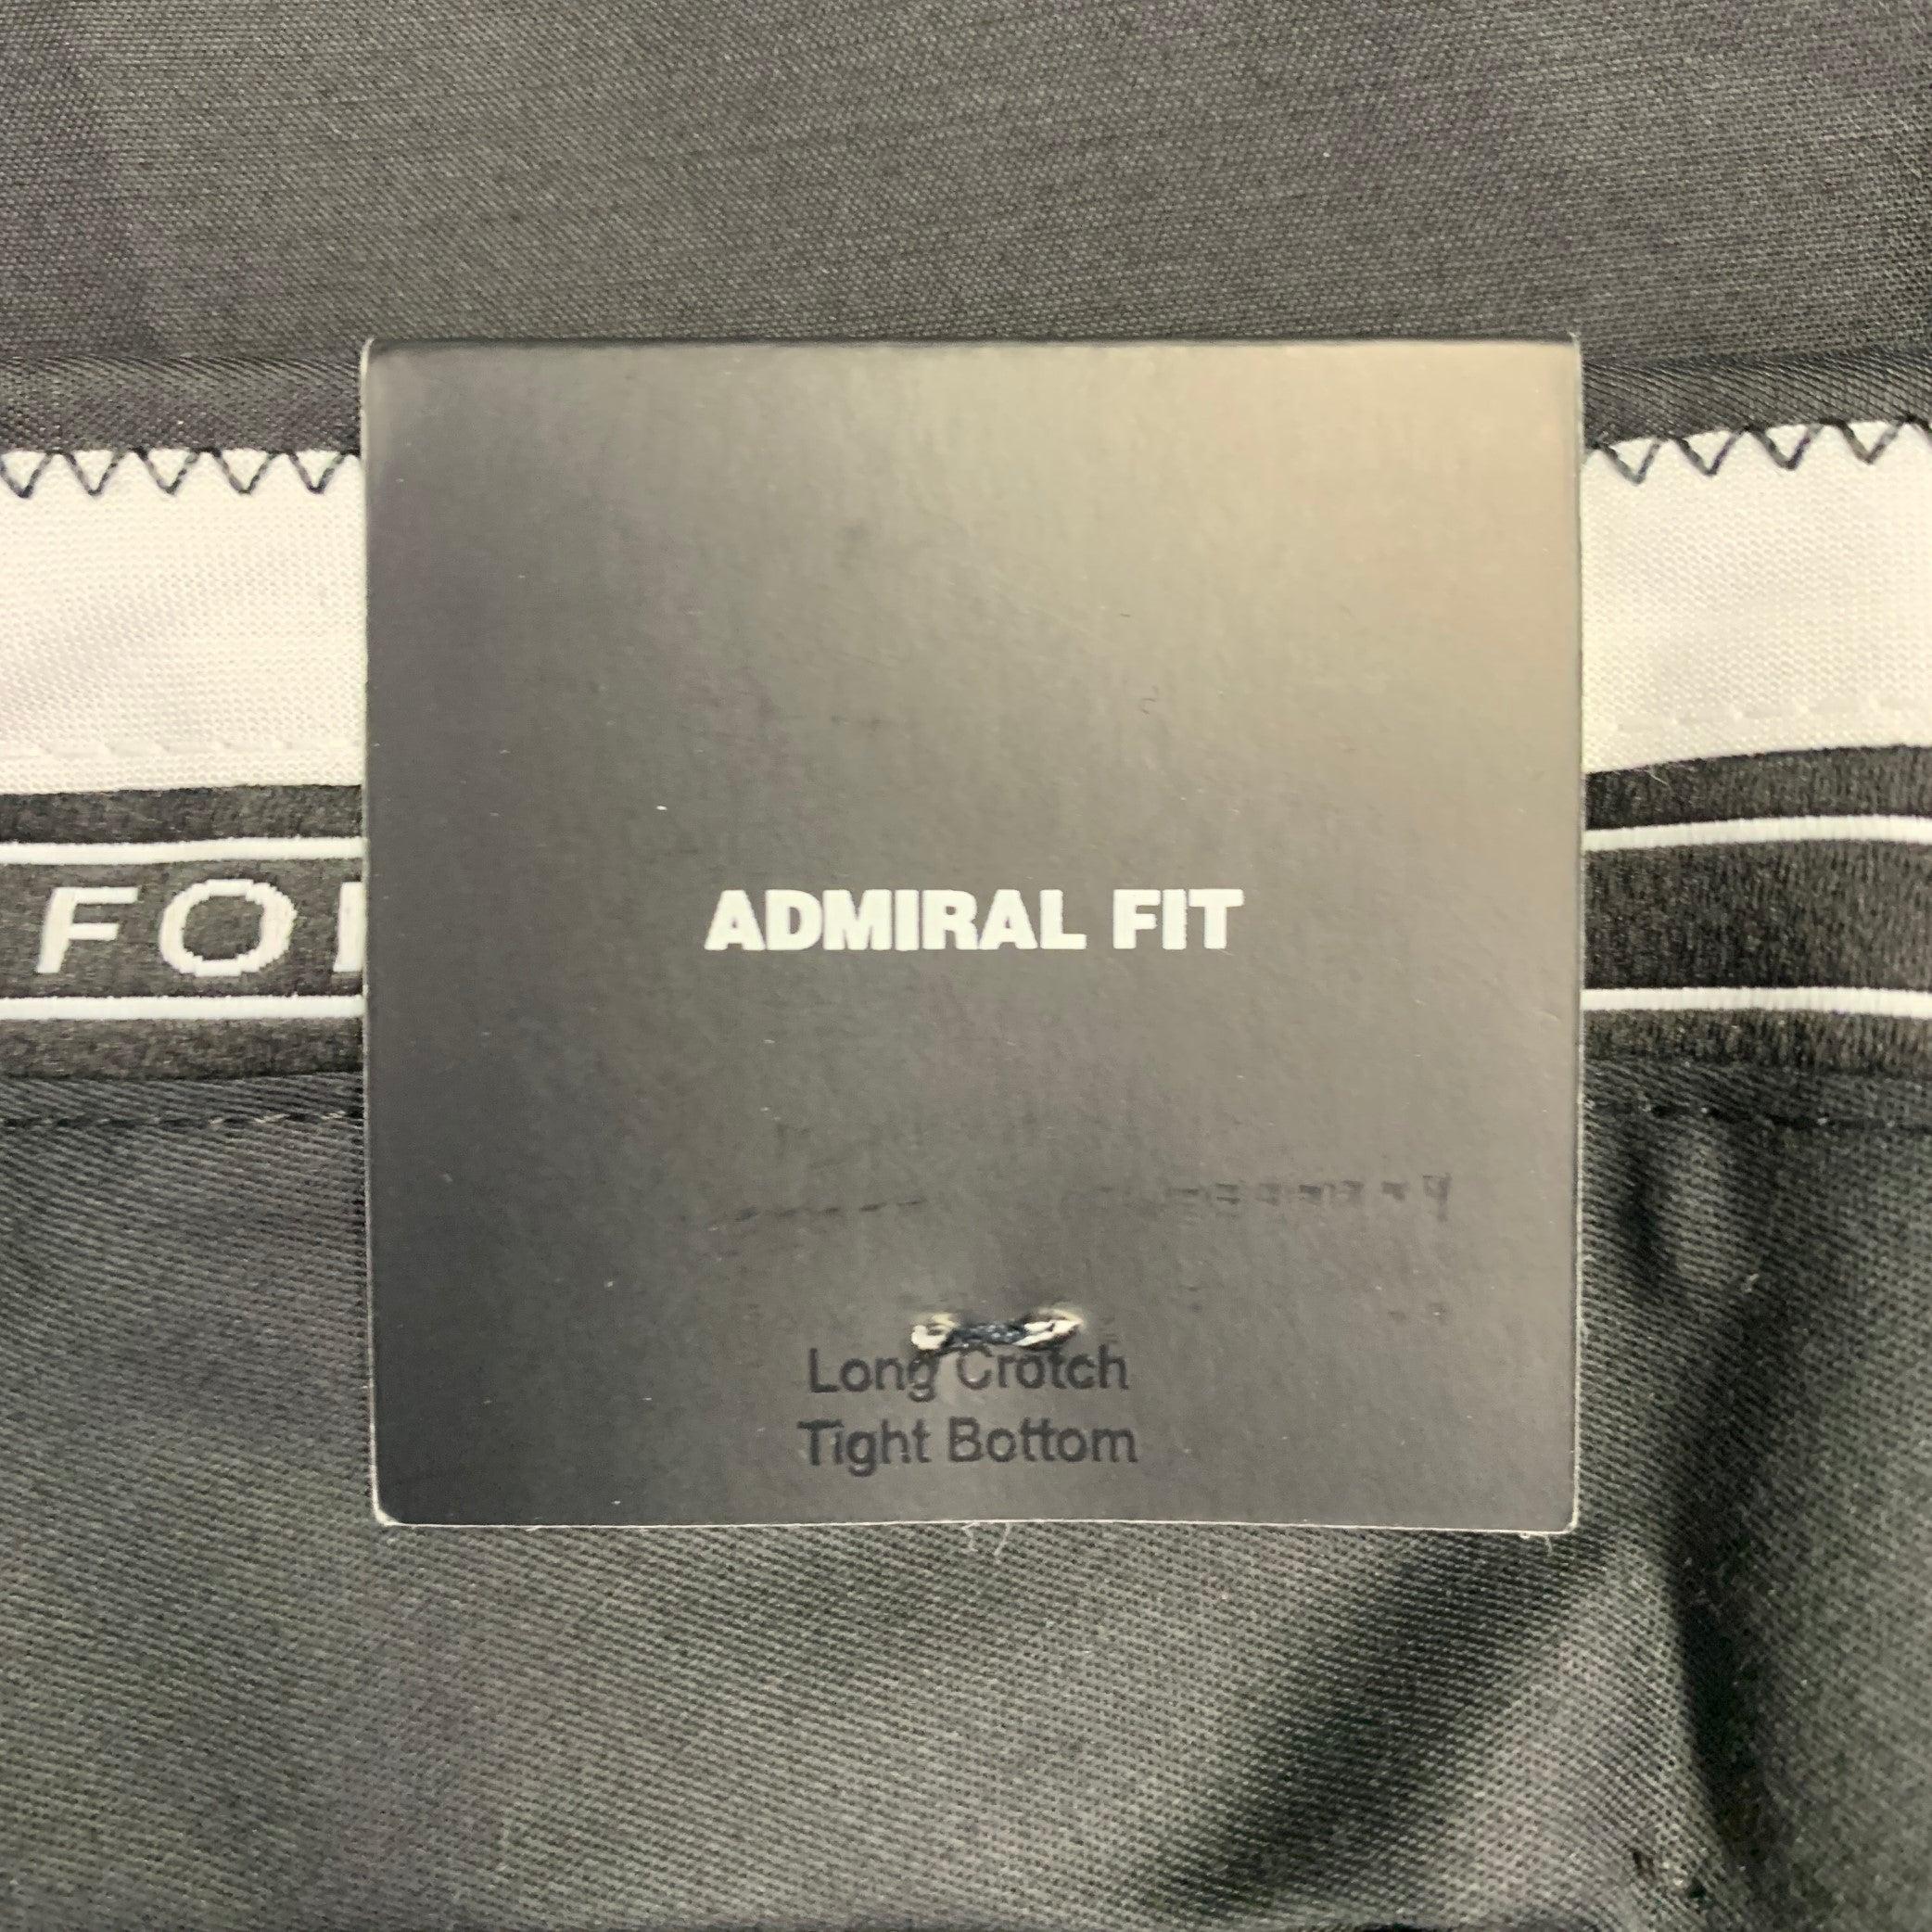 FO
ADMIRAL FIT
Long Crotch
Tight Bottom